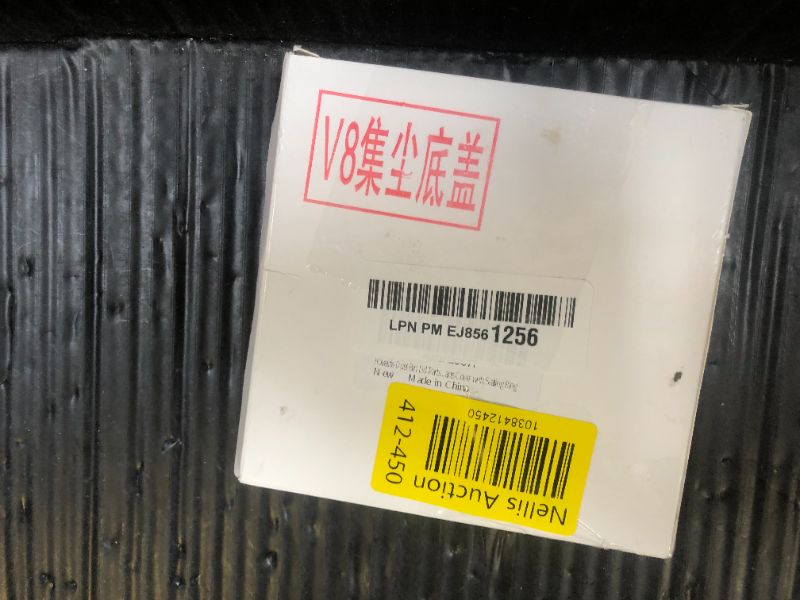 V8集尘底盖
LPN PM EJ856 1256
New Made in China
1038412450
Nellis Auction
412-450